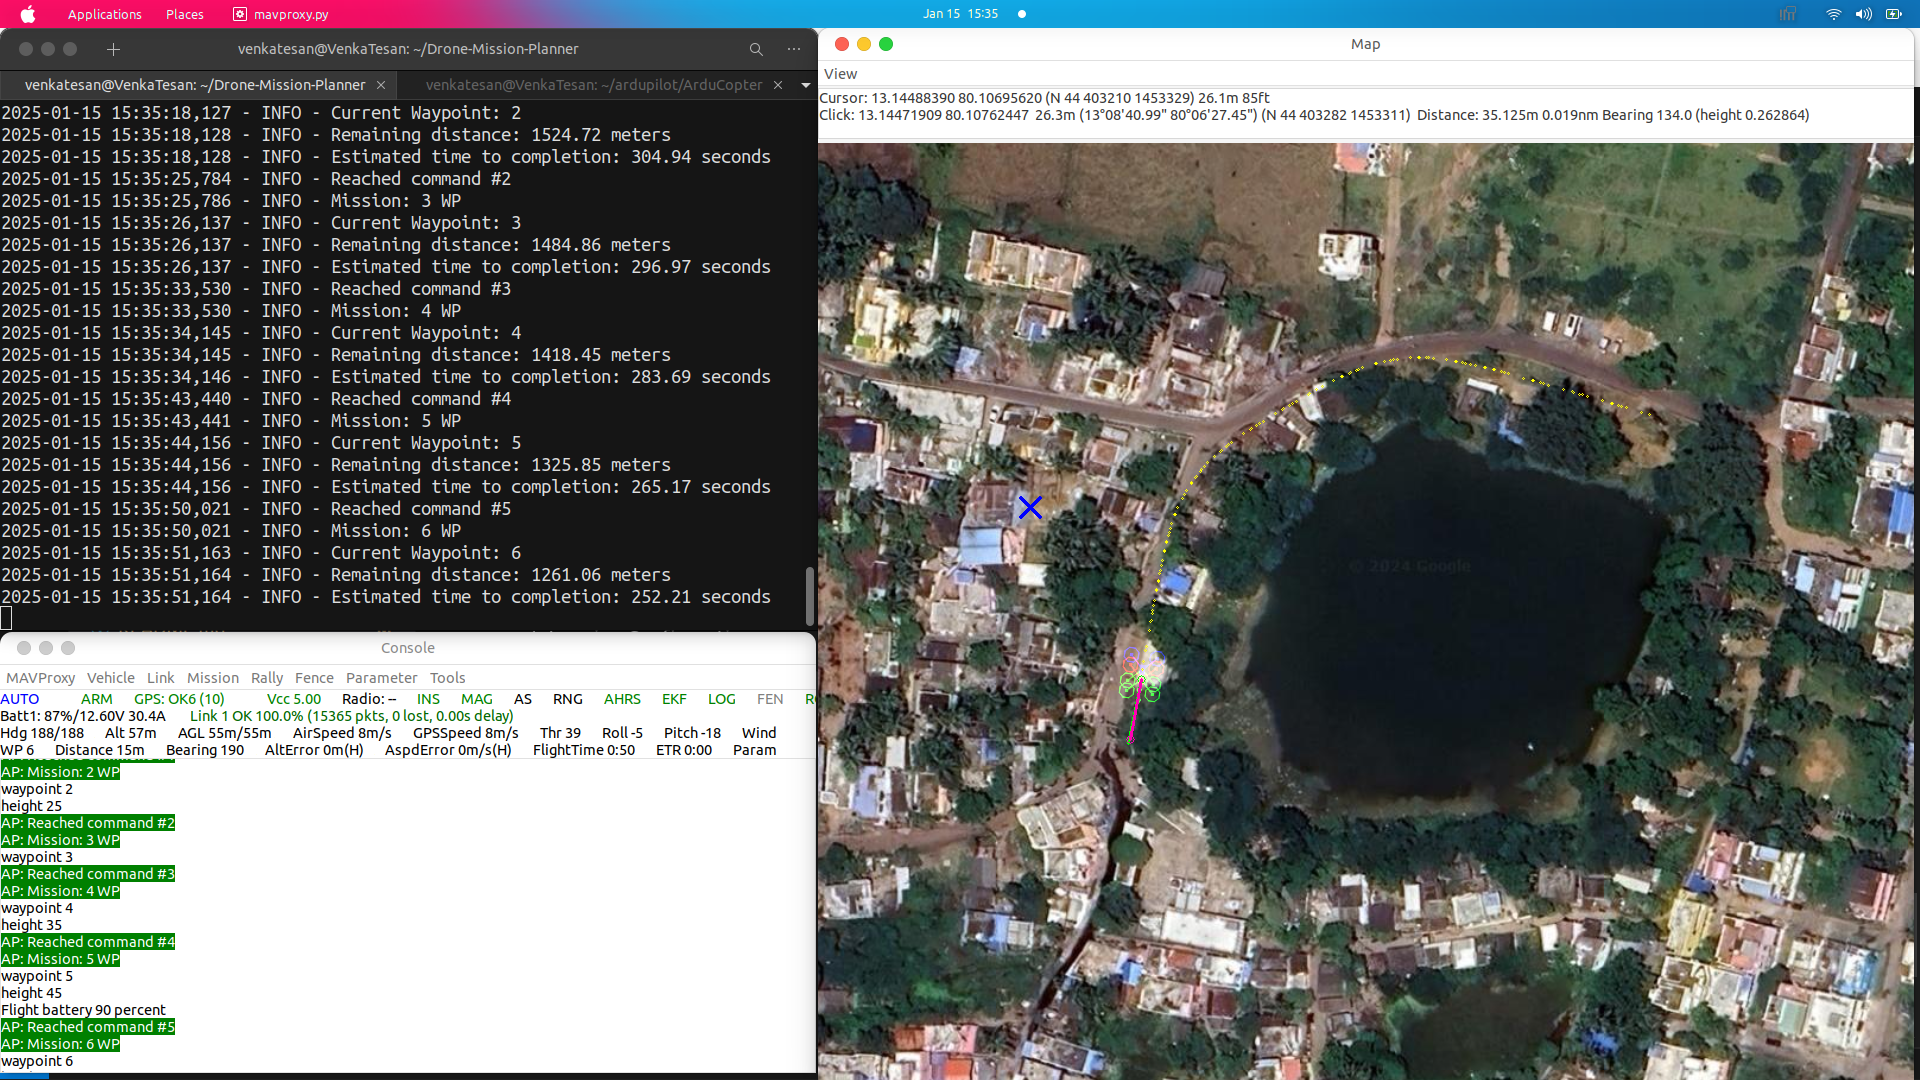 Applications Places mavproxy.py Jan 15 15:35
venkatesan@VenkaTesan: ~/Drone-Mission-Planner
venkatesan@VenkaTesan: ~/Drone-Mission-Planner venkatesan@VenkaTesan: ~/ardupilot/ArduCopter
2025-01-15 15:35:18,127 - INFO - Current Waypoint: 2
2025-01-15 15:35:18,128 - INFO - Remaining distance: 1524.72 meters
2025-01-15 15:35:18,128 - INFO - Estimated time to completion: 304.94 seconds
2025-01-15 15:35:25,784 - INFO - Reached command #2
2025-01-15 15:35:25,786 - INFO - Mission: 3 WP
2025-01-15 15:35:26,137 - INFO - Current Waypoint: 3
2025-01-15 15:35:26,137 - INFO - Remaining distance: 1484.86 meters
2025-01-15 15:35:26,137 - INFO - Estimated time to completion: 296.97 seconds
2025-01-15 15:35:33,530 - INFO - Reached command #3
2025-01-15 15:35:33,530 - INFO - Mission: 4 WP
2025-01-15 15:35:34,145 - INFO - Current Waypoint: 4
2025-01-15 15:35:34,145 - INFO - Remaining distance: 1418.45 meters
2025-01-15 15:35:34,146 - INFO - Estimated time to completion: 283.69 seconds
2025-01-15 15:35:43,440 - INFO - Reached command #4
2025-01-15 15:35:43,441 - INFO - Mission: 5 WP
2025-01-15 15:35:44,156 - INFO - Current Waypoint: 5
2025-01-15 15:35:44,156 - INFO - Remaining distance: 1325.85 meters
2025-01-15 15:35:44,156 - INFO - Estimated time to completion: 265.17 seconds
2025-01-15 15:35:50,021 - INFO - Reached command #5
2025-01-15 15:35:50,021 - INFO - Mission: 6 WP
2025-01-15 15:35:51,163 - INFO - Current Waypoint: 6
2025-01-15 15:35:51,164 - INFO - Remaining distance: 1261.06 meters
2025-01-15 15:35:51,164 - INFO - Estimated time to completion: 252.21 seconds
Console
MAVProxy Vehicle Link Mission Rally Fence Parameter Tools
AUTO ARM GPS: OK6 (10) Vcc 5.00 Radio: -- INS MAG AS RNG AHRS EKF LOG FEN
Batt1: 87%/12.60V 30.4A Link 1 OK 100.0% (15365 pkts, 0 lost, 0.00s delay)
Hdg 188/188 Alt 57m AGL 55m/55m AirSpeed 8m/s GPSSpeed 8m/s Thr 39 Roll -5 Pitch -18 Wind
WP 6 Distance 15m Bearing 190 AltError 0m(H) AspdError 0m/s(H) FlightTime 0:50 ETR 0:00 Param
AP: Mission: 2 WP
waypoint 2
height 25
AP: Reached command #2
AP: Mission: 3 WP
waypoint 3
AP: Reached command #3
AP: Mission: 4 WP
waypoint 4
height 35
AP: Reached command #4
AP: Mission: 5 WP
waypoint 5
height 45
Flight battery 90 percent
AP: Reached command #5
AP: Mission: 6 WP
waypoint 6
Map
View
Cursor: 13.14488390 80.10695620 (N 44 403210 1453329) 26.1m 85ft
Click: 13.14471909 80.10762447 26.3m (13°08'40.99" 80°06'27.45") (N 44 403282 1453311) Distance: 35.125m 0.019nm Bearing 134.0 (height 0.262864)
© 2024 Google